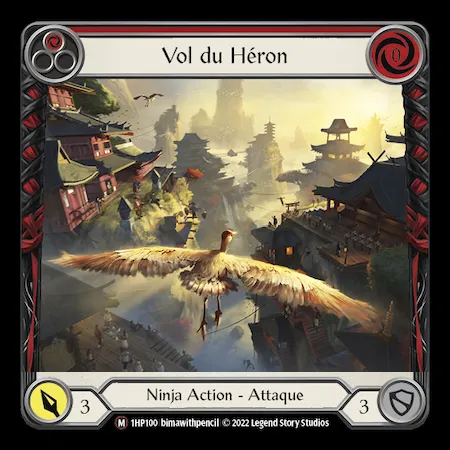 0
Vol du Héron
3
Ninja Action - Attaque
3
M 1HP100 bimawithpencil © 2022 Legend Story Studios